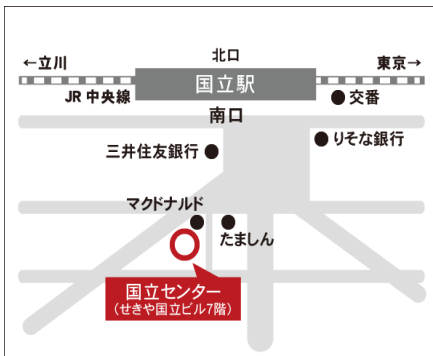 北口
←立川
東京→
国立駅
JR中央線
交番
南口
りそな銀行
三井住友銀行
マクドナルド
たましん
国立センター
(せきや国立ビル7階)